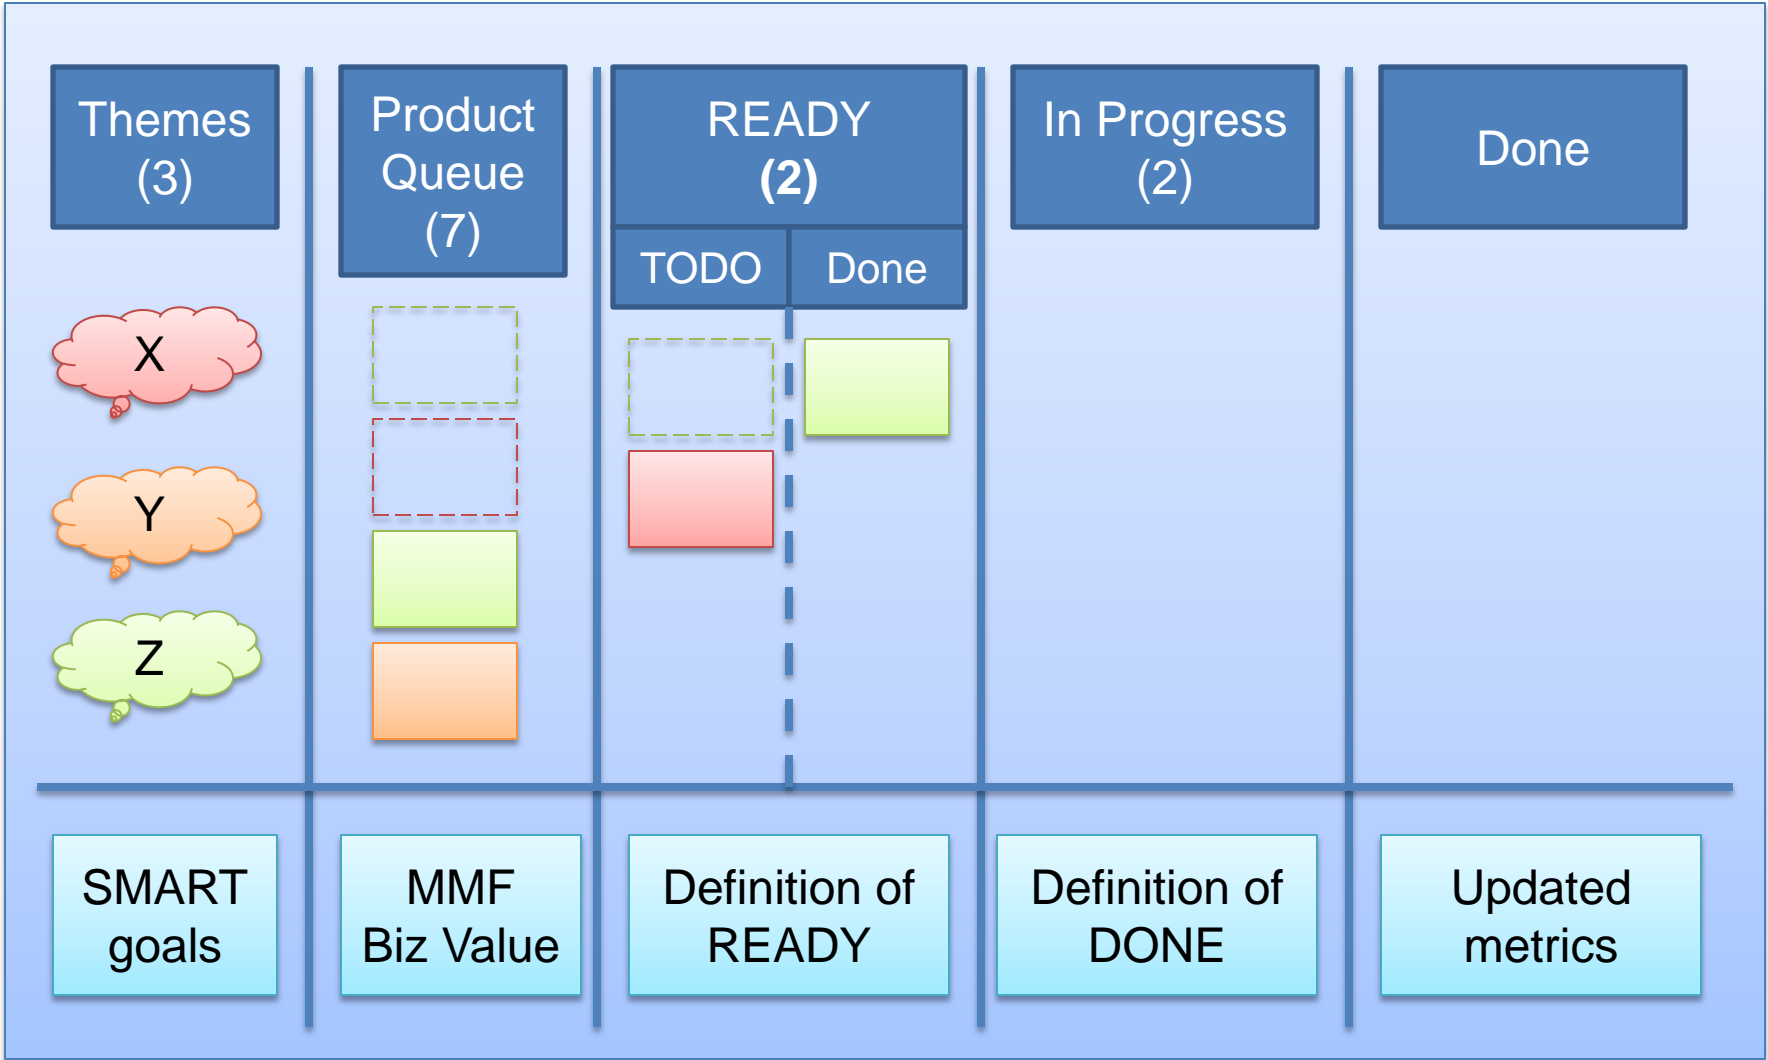 Themes
(3)
Product
Queue
(7)
READY
(2)
TODO
Done
In Progress
(2)
Done
X
Y
Z
SMART
goals
MMF
Biz Value
Definition of
READY
Definition of
DONE
Updated
metrics